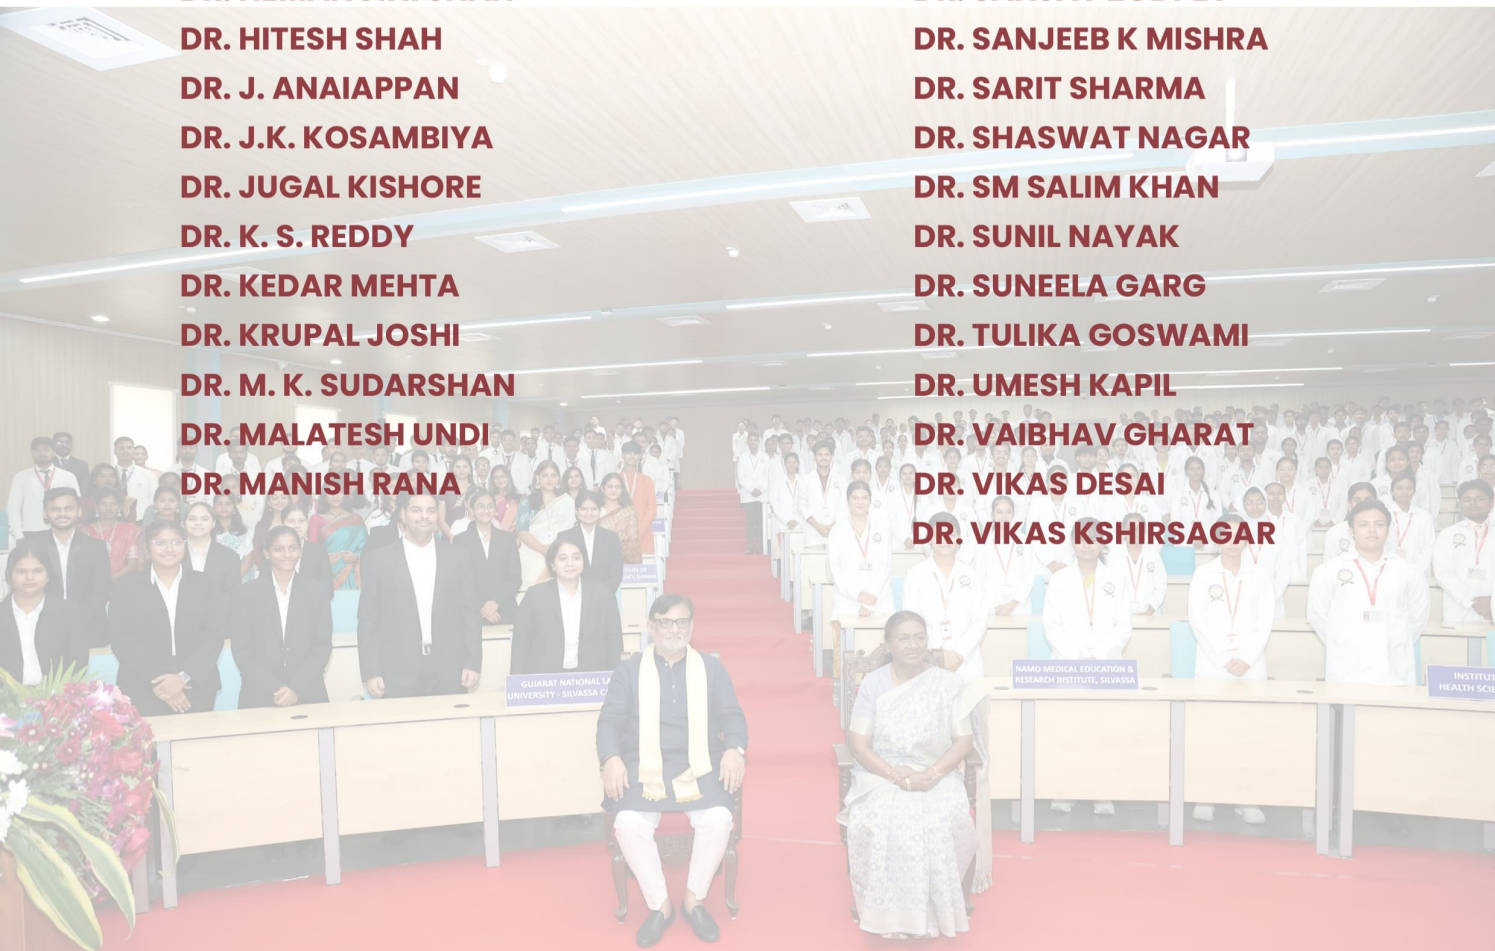 DR. HITESH SHAH
DR. J. ANAIAPPAN
DR. J.K. KOSAMBIYA
DR. JUGAL KISHORE
DR. K. S. REDDY
DR. KEDAR MEHTA
DR. KRUPAL JOSHI
DR. M. K. SUDARSHAN
DR. MALATESH UNDI
DR. MANISH RANA
DR. SANJEEB K MISHRA
DR. SARIT SHARMA
DR. SHASWAT NAGAR
DR. SM SALIM KHAN
DR. SUNIL NAYAK
DR. SUNEELA GARG
DR. TULIKA GOSWAMI
DR. UMESH KAPIL
DR. VAIBHAV GHARAT
DR. VIKAS DESAI
DR. VIKAS KSHIRSAGAR
GUJARAT NATIONAL LA
UNIVERSITY - SILVASSA C
NAMO MEDICAL EDUCATION &
RESEARCH INSTITUTE, SILVASSA
INSTITUT
HEALTH SCIE